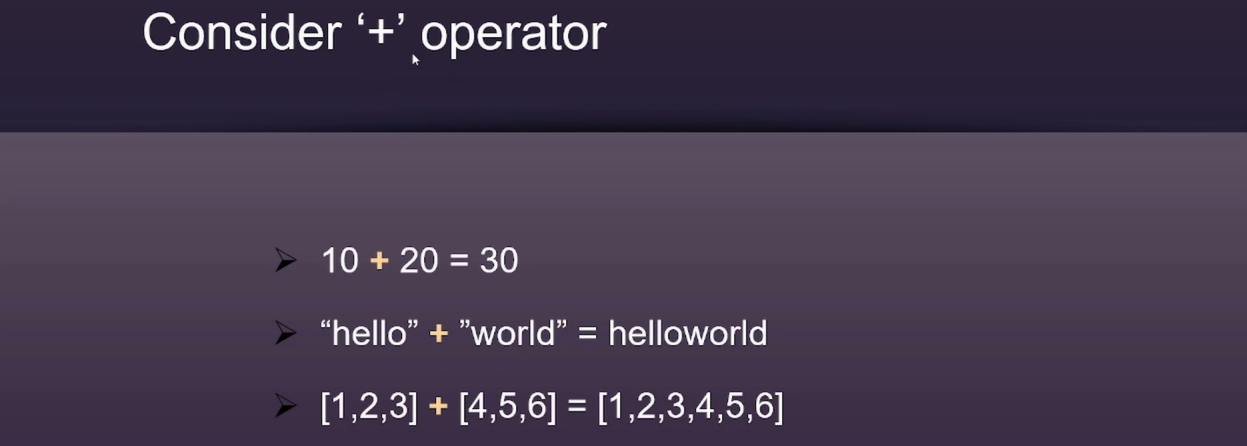 Consider ‘+’ operator
10 + 20 = 30
“hello” + ”world” = helloworld
[1,2,3] + [4,5,6] = [1,2,3,4,5,6]